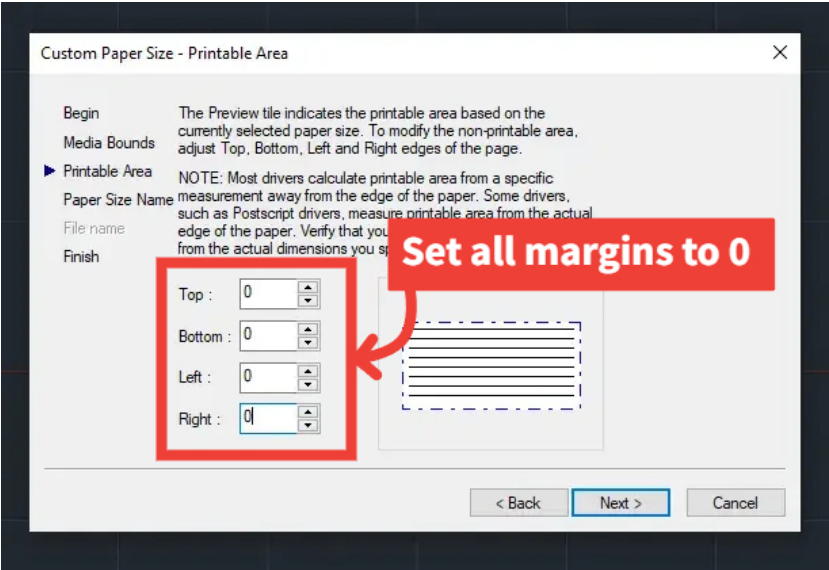 Custom Paper Size - Printable Area
Begin
Media Bounds
Printable Area
Paper Size Name
File name
Finish
The Preview tile indicates the printable area based on the
currently selected paper size. To modify the non-printable area,
adjust Top, Bottom, Left and Right edges of the page.
NOTE: Most drivers calculate printable area from a specific
measurement away from the edge of the paper. Some drivers,
such as Postscript drivers, measure printable area from the actual
edge of the paper. Verify that you
from the actual dimensions you
Set all margins to 0
Top : 0
Bottom : 0
Left : 0
Right : 0
< Back
Next >
Cancel